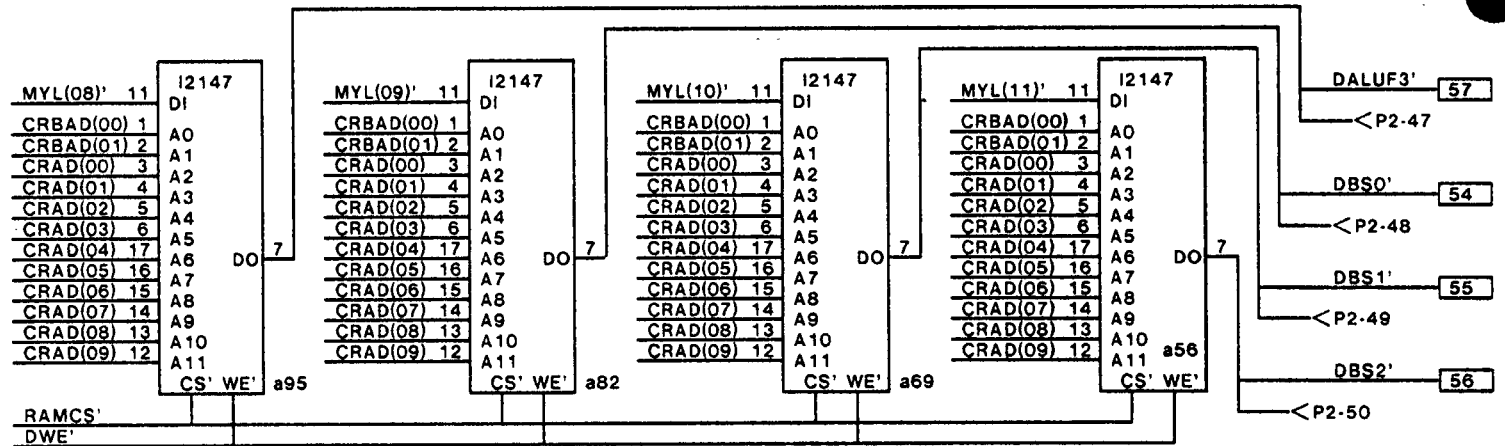 I2147 I2147 I2147 I2147
MYL(08)' 11 DI MYL(09)' 11 DI MYL(10)' 11 DI MYL(11)' 11 DI DALUF3' 57
CRBAD(00) 1 A0 CRBAD(00) 1 A0 CRBAD(00) 1 A0 CRBAD(00) 1 A0 <P2-47
CRBAD(01) 2 A1 CRBAD(01) 2 A1 CRBAD(01) 2 A1 CRBAD(01) 2 A1
CRAD(00) 3 A2 CRAD(00) 3 A2 CRAD(00) 3 A2 CRAD(00) 3 A2
CRAD(01) 4 A3 CRAD(01) 4 A3 CRAD(01) 4 A3 CRAD(01) 4 A3 DBS0' 54
CRAD(02) 5 A4 CRAD(02) 5 A4 CRAD(02) 5 A4 CRAD(02) 5 A4
CRAD(03) 6 A5 CRAD(03) 6 A5 CRAD(03) 6 A5 CRAD(03) 6 A5 <P2-48
CRAD(04) 17 A6 DO 7 CRAD(04) 17 A6 DO 7 CRAD(04) 17 A6 DO 7 CRAD(04) 17 A6 DO 7
CRAD(05) 16 A7 CRAD(05) 16 A7 CRAD(05) 16 A7 CRAD(05) 16 A7
CRAD(06) 15 A8 CRAD(06) 15 A8 CRAD(06) 15 A8 CRAD(06) 15 A8 DBS1' 55
CRAD(07) 14 A9 CRAD(07) 14 A9 CRAD(07) 14 A9 CRAD(07) 14 A9 <P2-49
CRAD(08) 13 A10 CRAD(08) 13 A10 CRAD(08) 13 A10 CRAD(08) 13 A10
CRAD(09) 12 A11 CRAD(09) 12 A11 CRAD(09) 12 A11 CRAD(09) 12 A11 a56
CS' WE' a95 CS' WE' a82 CS' WE' a69 CS' WE' DBS2' 56
RAMCS' <P2-50
DWE'